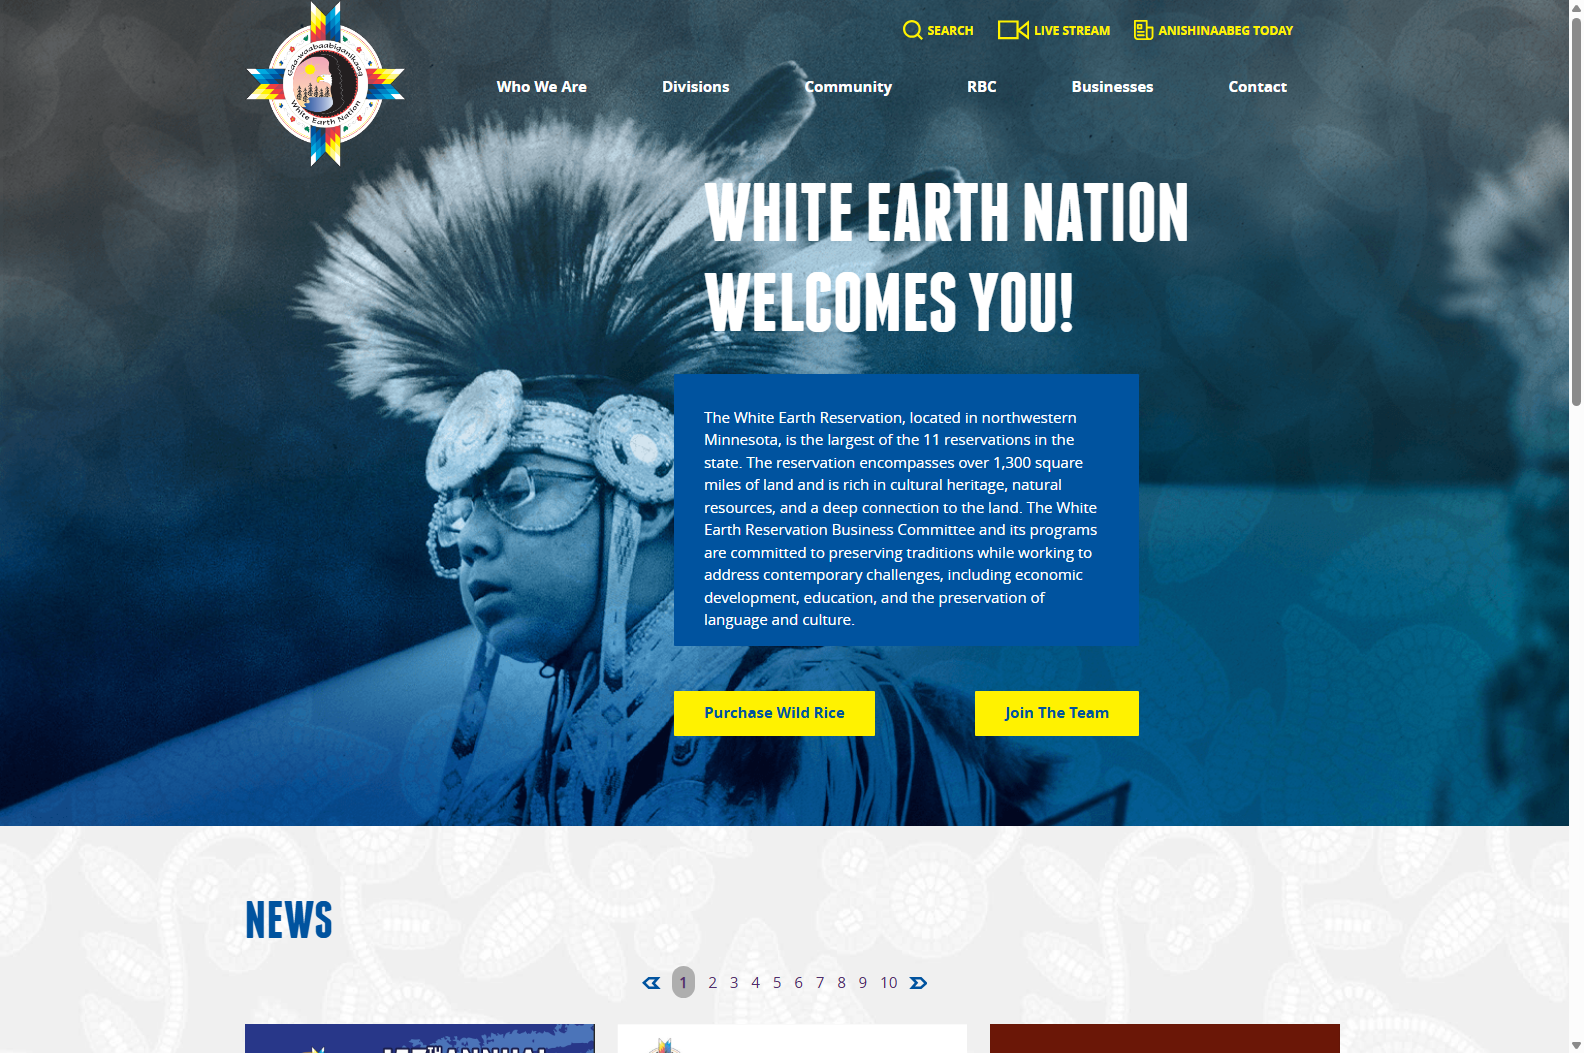 Gaa-waabaabiganikaag
White Earth Nation
SEARCH
LIVE STREAM
ANISHINAABEG TODAY
Who We Are
Divisions
Community
RBC
Businesses
Contact
WHITE EARTH NATION
WELCOMES YOU!
The White Earth Reservation, located in northwestern
Minnesota, is the largest of the 11 reservations in the
state. The reservation encompasses over 1,300 square
miles of land and is rich in cultural heritage, natural
resources, and a deep connection to the land. The White
Earth Reservation Business Committee and its programs
are committed to preserving traditions while working to
address contemporary challenges, including economic
development, education, and the preservation of
language and culture.
Purchase Wild Rice
Join The Team
NEWS
1 2 3 4 5 6 7 8 9 10
ANNUAL